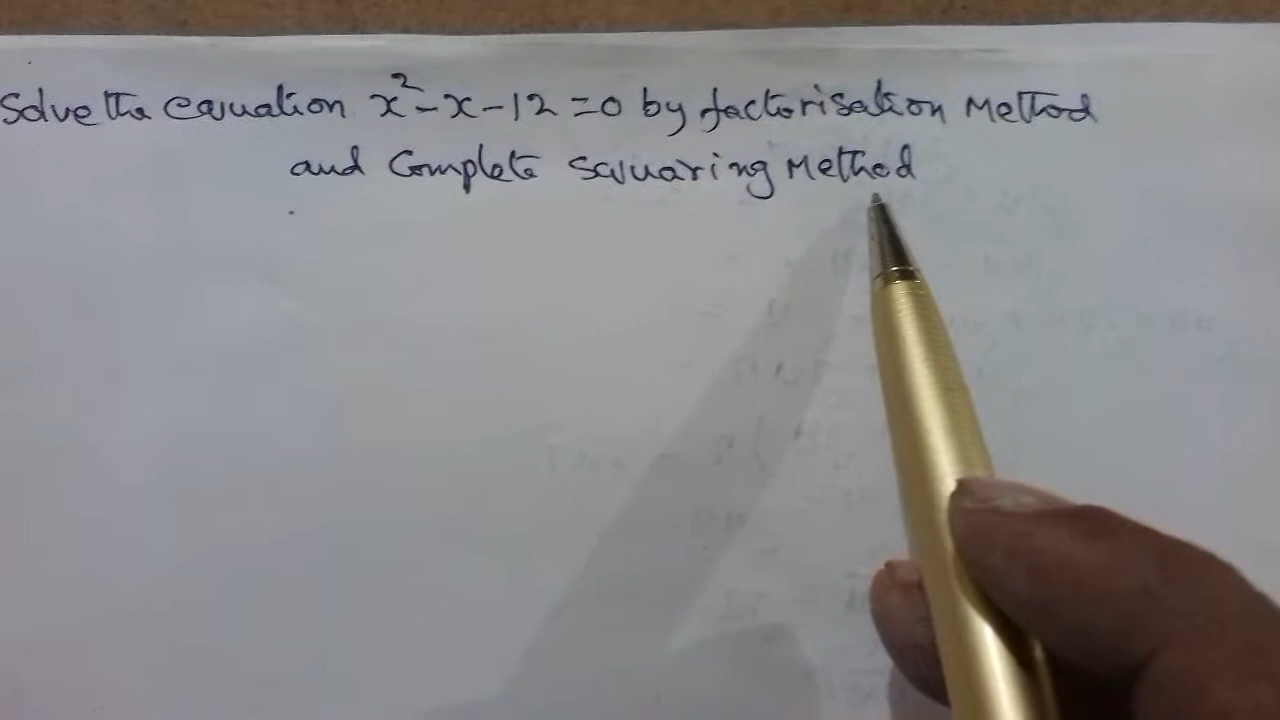 Solve the equation x² - x - 12 = 0 by factorisation Method
and Complete Squaring Method